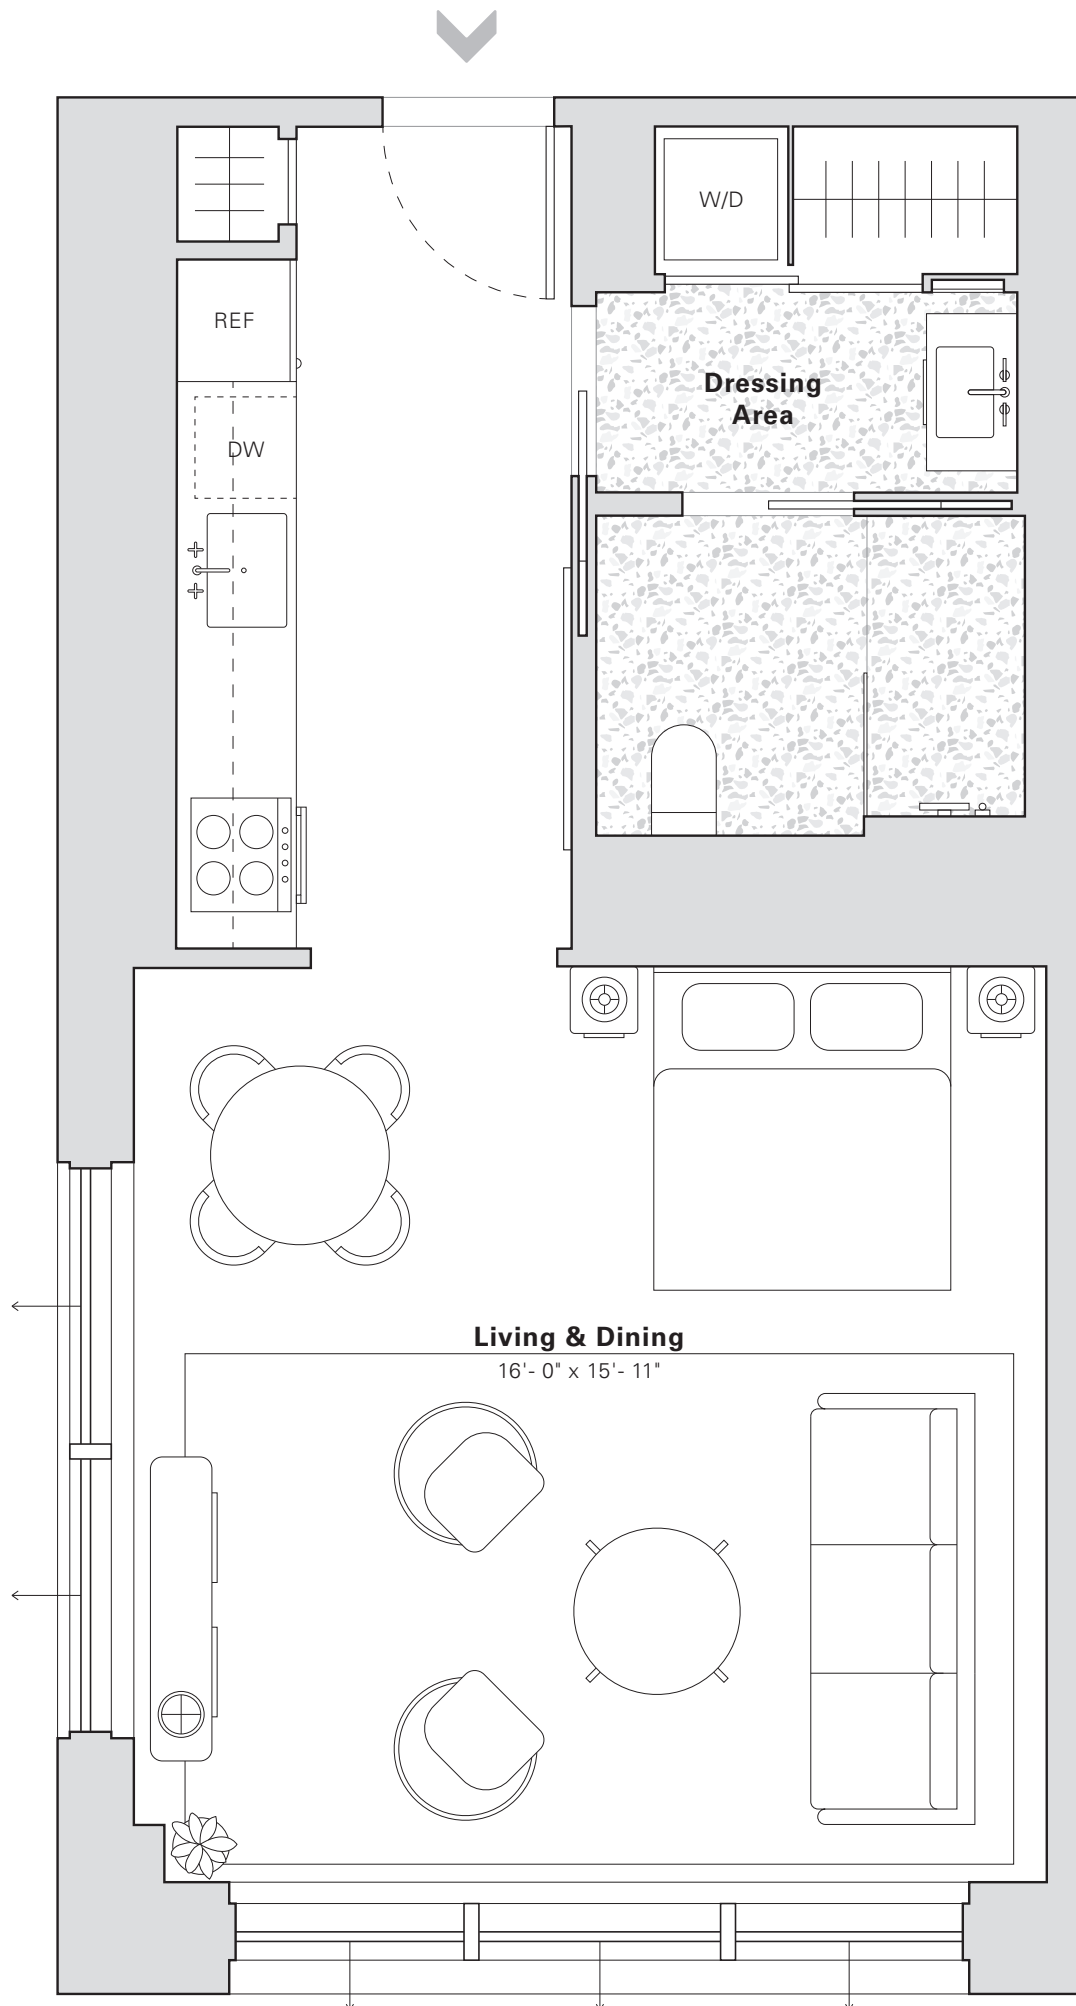 W/D
REF
Dressing
Area
DW
Living & Dining
16'- 0" x 15'- 11"